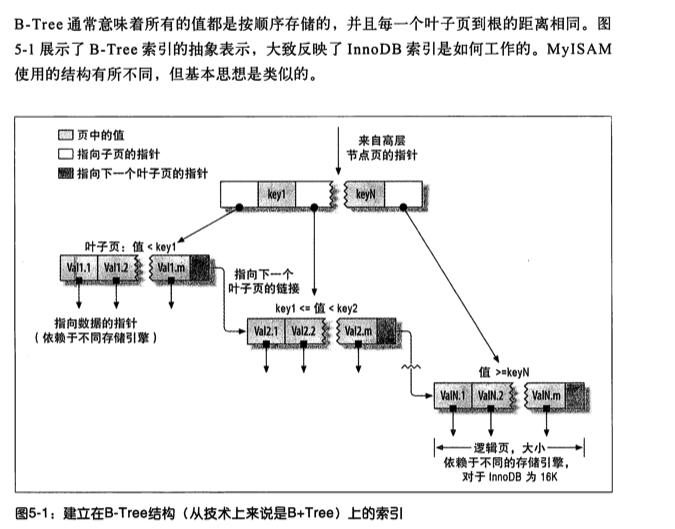 B-Tree 通常意味着所有的值都是按顺序存储的，并且每一个叶子页到根的距离相同。图
5-1 展示了 B-Tree 索引的抽象表示，大致反映了 InnoDB 索引是如何工作的。MyISAM
使用的结构有所不同，但基本思想是类似的。
页中的值
指向子页的指针
指向下一个叶子页的指针
来自高层
节点页的指针
key1
keyN
叶子页：值 < key1
Val1.1
Val1.2
Val1.m
指向下一个
叶子页的链接
指向数据的指针
（依赖于不同存储引擎）
key1 <= 值 < key2
Val2.1
Val2.2
Val2.m
值 >=keyN
ValN.1
ValN.2
ValN.m
逻辑页，大小
依赖于不同的存储引擎，
对于 InnoDB 为 16K
图5-1：建立在B-Tree结构（从技术上来说是B+Tree）上的索引